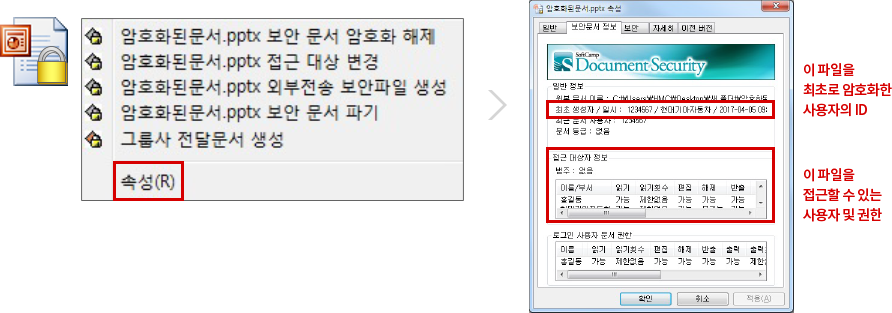 암호화된문서.pptx 보안 문서 암호화 해제
암호화된문서.pptx 접근 대상 변경
암호화된문서.pptx 외부전송 보안파일 생성
암호화된문서.pptx 보안 문서 파기
그룹사 전달문서 생성
속성(R)
암호화된문서.pptx 속성
일반 보안문서 정보 보안 자세히 이전 버전
SoftCamp
Document Security
일반 정보
최초 생성자 / 일시 : 1234567 / 현대기아자동차 / 2017-04-05 09:
최근 문서 사용자 : 1234567
문서 등급 : 없음
접근 대상자 정보
범주 : 없음
이름/부서 읽기 읽기횟수 편집 해제 반출
홍길동 가능 제한없음 가능 가능 가능
로그인 사용자 문서 권한
이름 읽기 읽기횟수 편집 해제 반출 출력 출력
홍길동 가능 제한없음 가능 가능 가능 가능 제한
확인 취소 적용(A)
이 파일을
최초로 암호화한
사용자의 ID
이 파일을
접근할 수 있는
사용자 및 권한